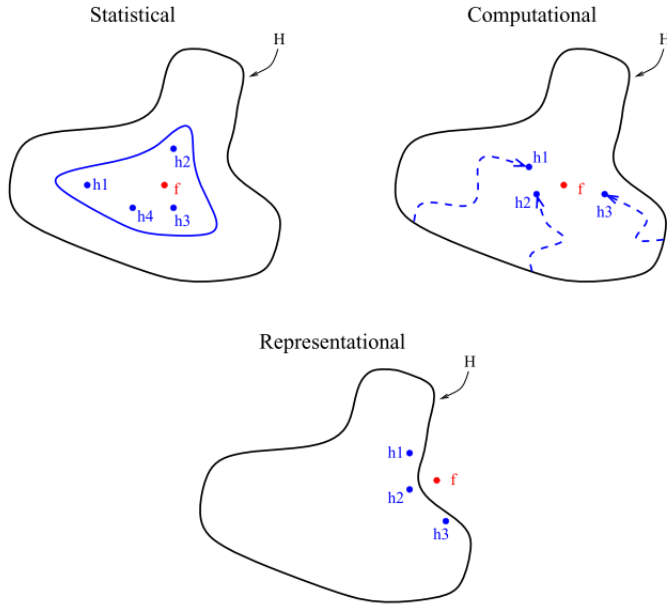 Statistical
H
h2
h1
f
h4
h3
Computational
H
h1
f
h2
h3
Representational
H
h1
f
h2
h3